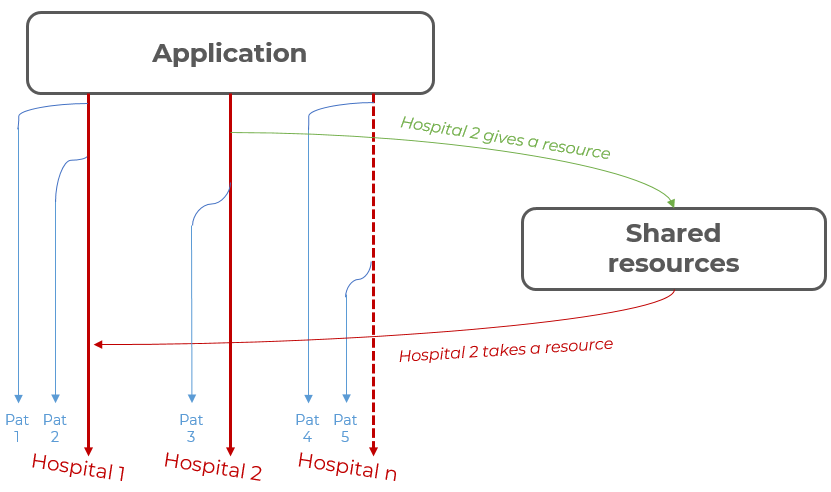 Application
Hospital 2 gives a resource
Shared
resources
Hospital 2 takes a resource
Pat
1
Pat
2
Pat
3
Pat
4
Pat
5
Hospital 1
Hospital 2
Hospital n